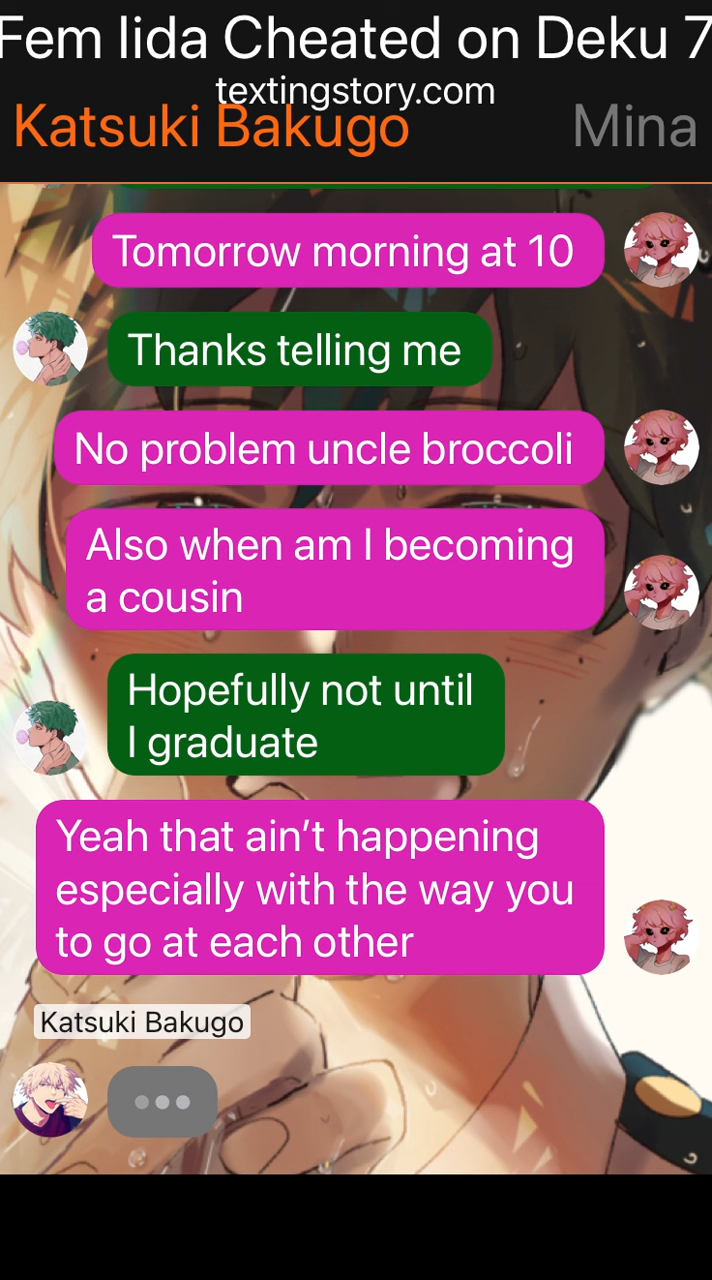 Fem Iida Cheated on Deku 7
textingstory.com
Katsuki Bakugo
Mina
Tomorrow morning at 10
Thanks telling me
No problem uncle broccoli
Also when am I becoming
a cousin
Hopefully not until
I graduate
Yeah that ain’t happening
especially with the way you
to go at each other
Katsuki Bakugo